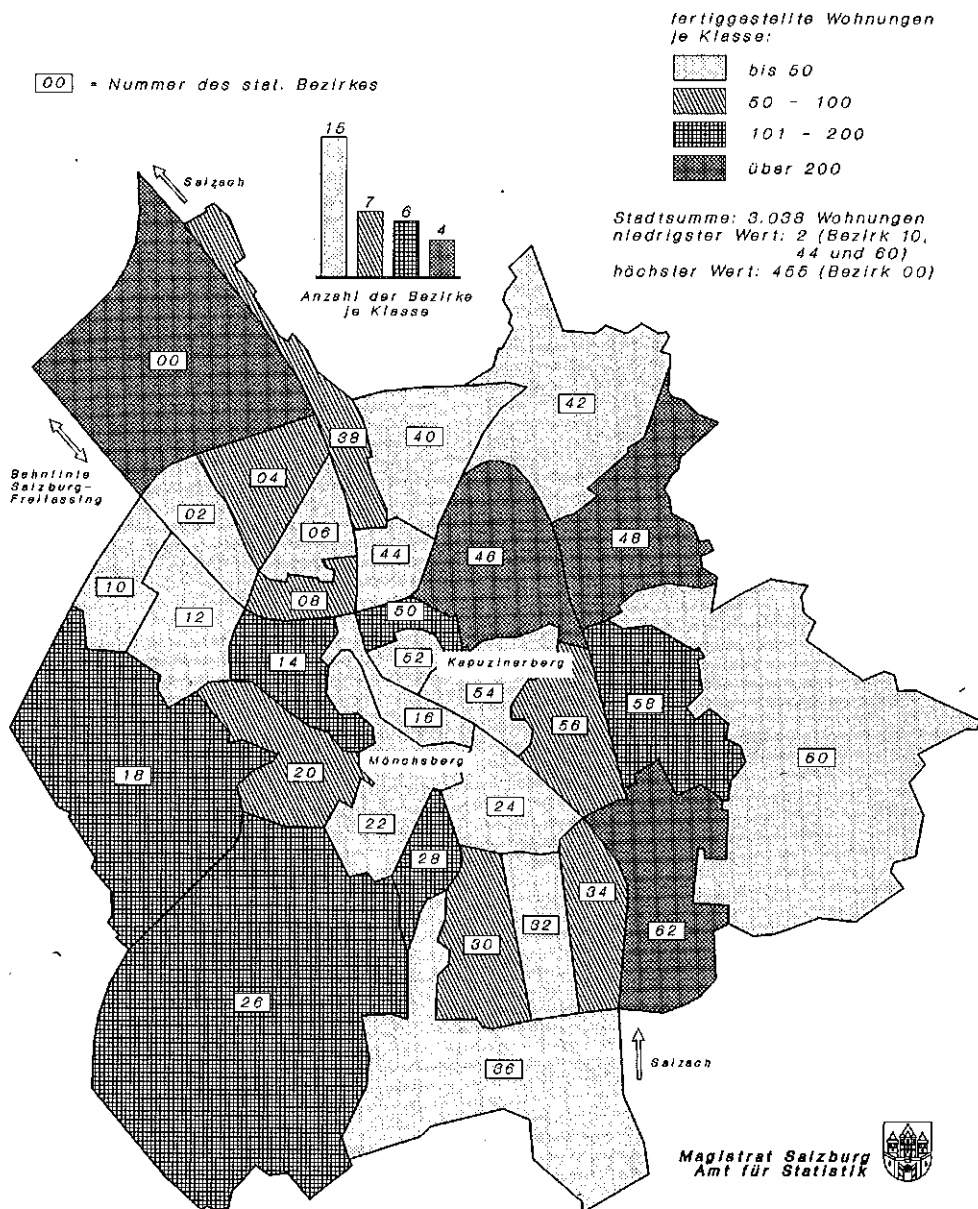 fertiggestellte Wohnungen
je Klasse:
bis 50
50 - 100
101 - 200
über 200
00 = Nummer des stat. Bezirkes
15
7
6
4
Anzahl der Bezirke
je Klasse
Stadtsumme: 3.038 Wohnungen
niedrigster Wert: 2 (Bezirk 10,
44 und 60)
höchster Wert: 455 (Bezirk 00)
Salzach
00
42
38
40
04
Bahnlinie
Salzburg-
Freilassing
02
06
44
46
48
10
08
12
50
14
52
Kapuzinerberg
54
58
16
56
18
20
Mönchsberg
60
22
24
28
34
30
32
62
26
36
Salzach
Magistrat Salzburg
Amt für Statistik